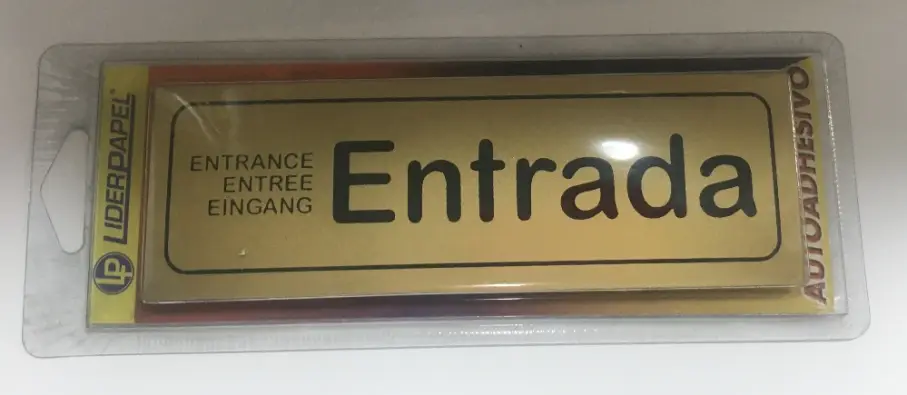 LP LIDERPAPEL
ENTRANCE
ENTREE
EINGANG
Entrada
AUTOADHESIVO